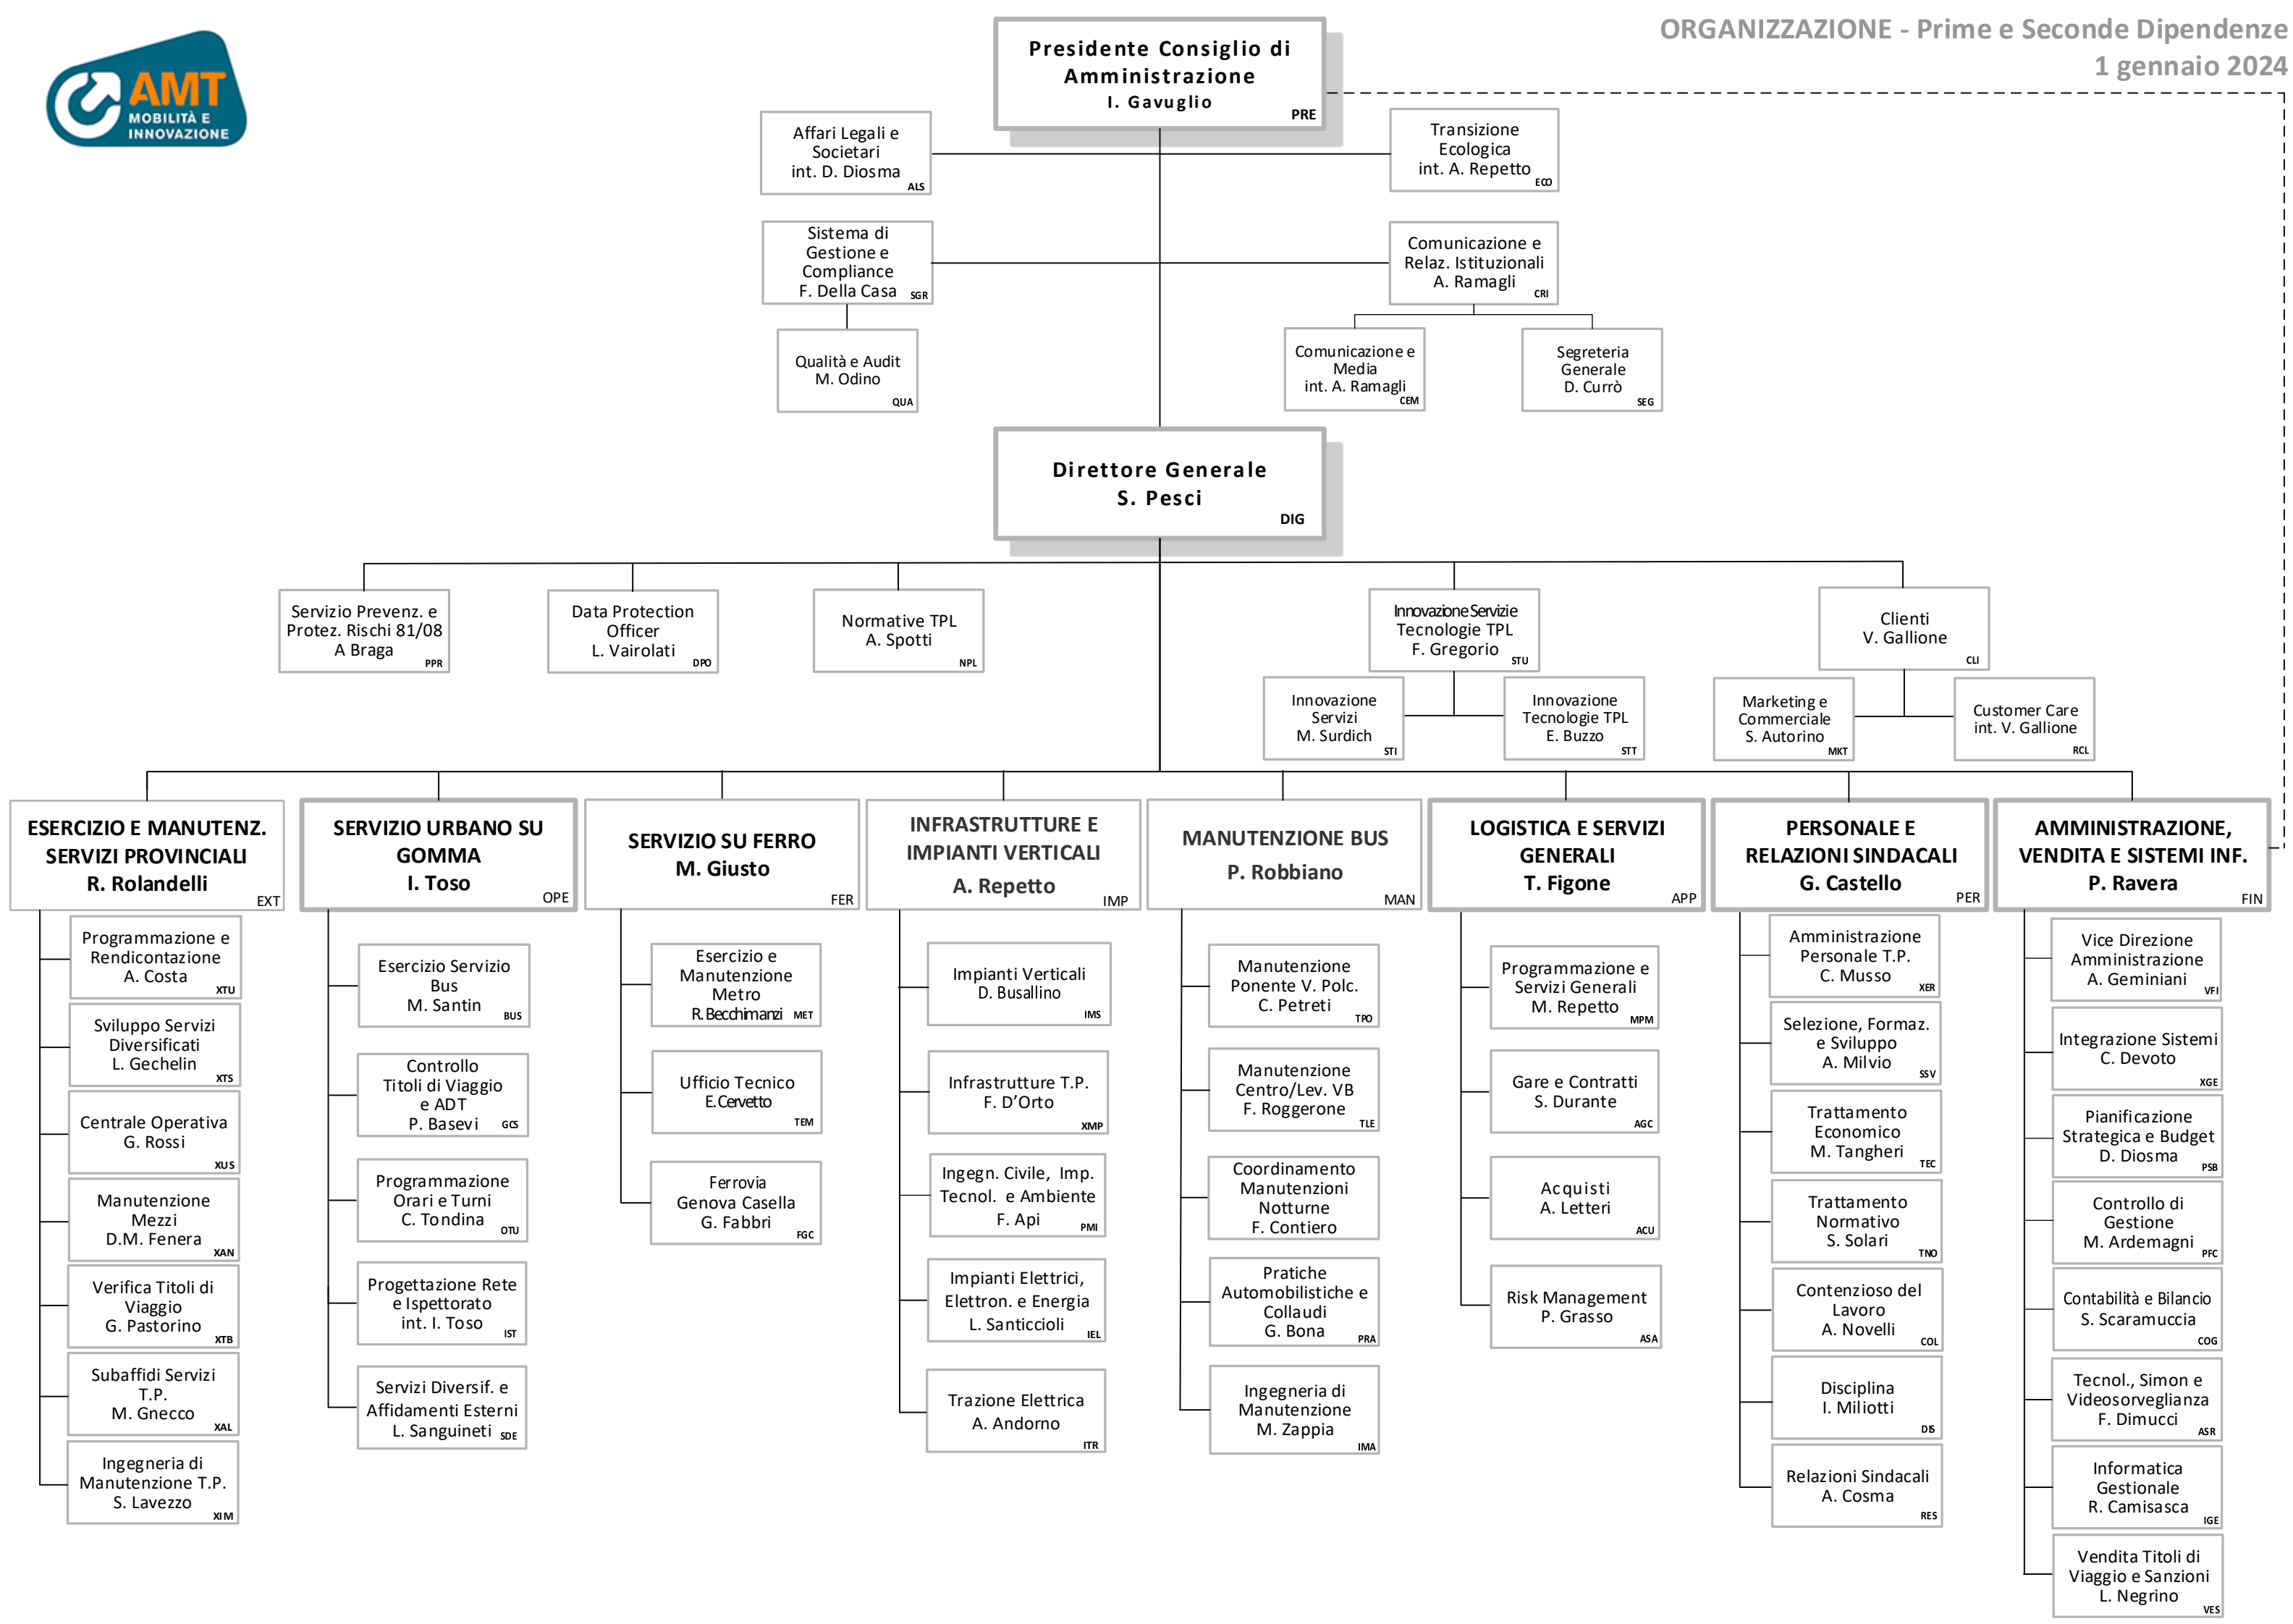 ORGANIZZAZIONE - Prime e Seconde Dipendenze
1 gennaio 2024
AMT
MOBILITÀ E
INNOVAZIONE
Presidente Consiglio di
Amministrazione
I. Gavuglio
PRE
Affari Legali e
Societari
int. D. Diosma
ALS
Transizione
Ecologica
int. A. Repetto
ECO
Sistema di
Gestione e
Compliance
F. Della Casa
SGR
Comunicazione e
Relaz. Istituzionali
A. Ramagli
CRI
Qualità e Audit
M. Odino
QUA
Comunicazione e
Media
int. A. Ramagli
CEM
Segreteria
Generale
D. Currò
SEG
Direttore Generale
S. Pesci
DIG
Servizio Prevenz. e
Protez. Rischi 81/08
A Braga
PPR
Data Protection
Officer
L. Vairolati
DPO
Normative TPL
A. Spotti
NPL
Innovazione Servizie
Tecnologie TPL
F. Gregorio
STU
Clienti
V. Gallione
CLI
Innovazione
Servizi
M. Surdich
STI
Innovazione
Tecnologie TPL
E. Buzzo
STT
Marketing e
Commerciale
S. Autorino
MKT
Customer Care
int. V. Gallione
RCL
ESERCIZIO E MANUTENZ.
SERVIZI PROVINCIALI
R. Rolandelli
EXT
Programmazione e
Rendicontazione
A. Costa
XTU
Sviluppo Servizi
Diversificati
L. Gechelin
XTS
Centrale Operativa
G. Rossi
XUS
Manutenzione
Mezzi
D.M. Fenera
XAN
Verifica Titoli di
Viaggio
G. Pastorino
XTB
Subaffidi Servizi
T.P.
M. Gnecco
XAL
Ingegneria di
Manutenzione T.P.
S. Lavezzo
XIM
SERVIZIO URBANO SU
GOMMA
I. Toso
OPE
Esercizio Servizio
Bus
M. Santin
BUS
Controllo
Titoli di Viaggio
e ADT
P. Basevi
GCS
Programmazione
Orari e Turni
C. Tondina
OTU
Progettazione Rete
e Ispettorato
int. I. Toso
IST
Servizi Diversif. e
Affidamenti Esterni
L. Sanguineti
SDE
SERVIZIO SU FERRO
M. Giusto
FER
Esercizio e
Manutenzione
Metro
R. Becchimanzi
MET
Ufficio Tecnico
E. Cervetto
TEM
Ferrovia
Genova Casella
G. Fabbri
FGC
INFRASTRUTTURE E
IMPIANTI VERTICALI
A. Repetto
IMP
Impianti Verticali
D. Busallino
IMS
Infrastrutture T.P.
F. D'Orto
XMP
Ingegn. Civile, Imp.
Tecnol. e Ambiente
F. Api
PMI
Impianti Elettrici,
Elettron. e Energia
L. Santiccioli
IEL
Trazione Elettrica
A. Andorno
ITR
MANUTENZIONE BUS
P. Robbiano
MAN
Manutenzione
Ponente V. Polc.
C. Petreti
TPO
Manutenzione
Centro/Lev. VB
F. Roggerone
TLE
Coordinamento
Manutenzioni
Notturne
F. Contiero
Pratiche
Automobilistiche e
Collaudi
G. Bona
PRA
Ingegneria di
Manutenzione
M. Zappia
IMA
LOGISTICA E SERVIZI
GENERALI
T. Figone
APP
Programmazione e
Servizi Generali
M. Repetto
MPM
Gare e Contratti
S. Durante
AGC
Acquisti
A. Letteri
ACU
Risk Management
P. Grasso
ASA
PERSONALE E
RELAZIONI SINDACALI
G. Castello
PER
Amministrazione
Personale T.P.
C. Musso
XER
Selezione, Formaz.
e Sviluppo
A. Milvio
SSV
Trattamento
Economico
M. Tangheri
TEC
Trattamento
Normativo
S. Solari
TNO
Contenzioso del
Lavoro
A. Novelli
COL
Disciplina
I. Miliotti
DIS
Relazioni Sindacali
A. Cosma
RES
AMMINISTRAZIONE,
VENDITA E SISTEMI INF.
P. Ravera
FIN
Vice Direzione
Amministrazione
A. Geminiani
VFI
Integrazione Sistemi
C. Devoto
XGE
Pianificazione
Strategica e Budget
D. Diosma
PSB
Controllo di
Gestione
M. Ardemagni
PFC
Contabilità e Bilancio
S. Scaramuccia
COG
Tecnol., Simon e
Videosorveglianza
F. Dimucci
ASR
Informatica
Gestionale
R. Camisasca
IGE
Vendita Titoli di
Viaggio e Sanzioni
L. Negrino
VES